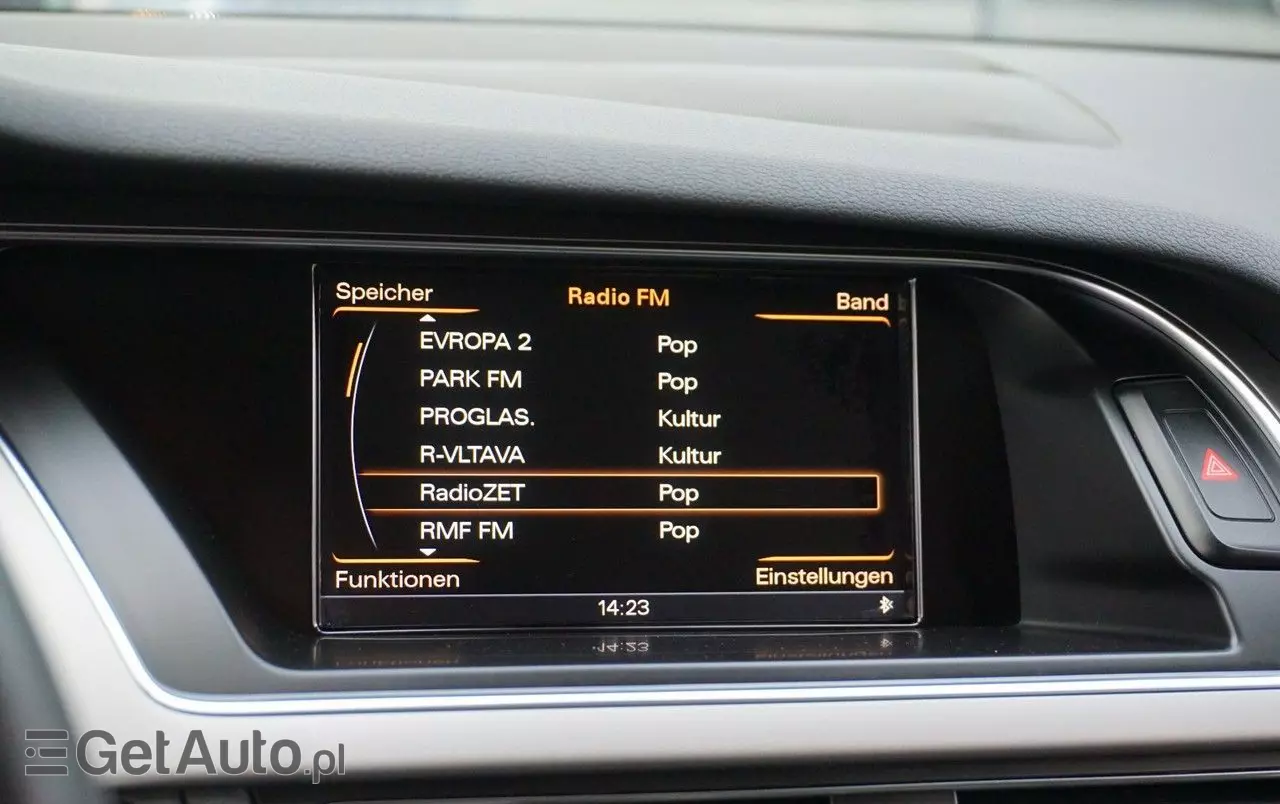 Speicher Radio FM Band
EVROPA 2 Pop
PARK FM Pop
PROGLAS. Kultur
R-VLTAVA Kultur
RadioZET Pop
RMF FM Pop
Funktionen Einstellungen
14:23
GetAuto.pl